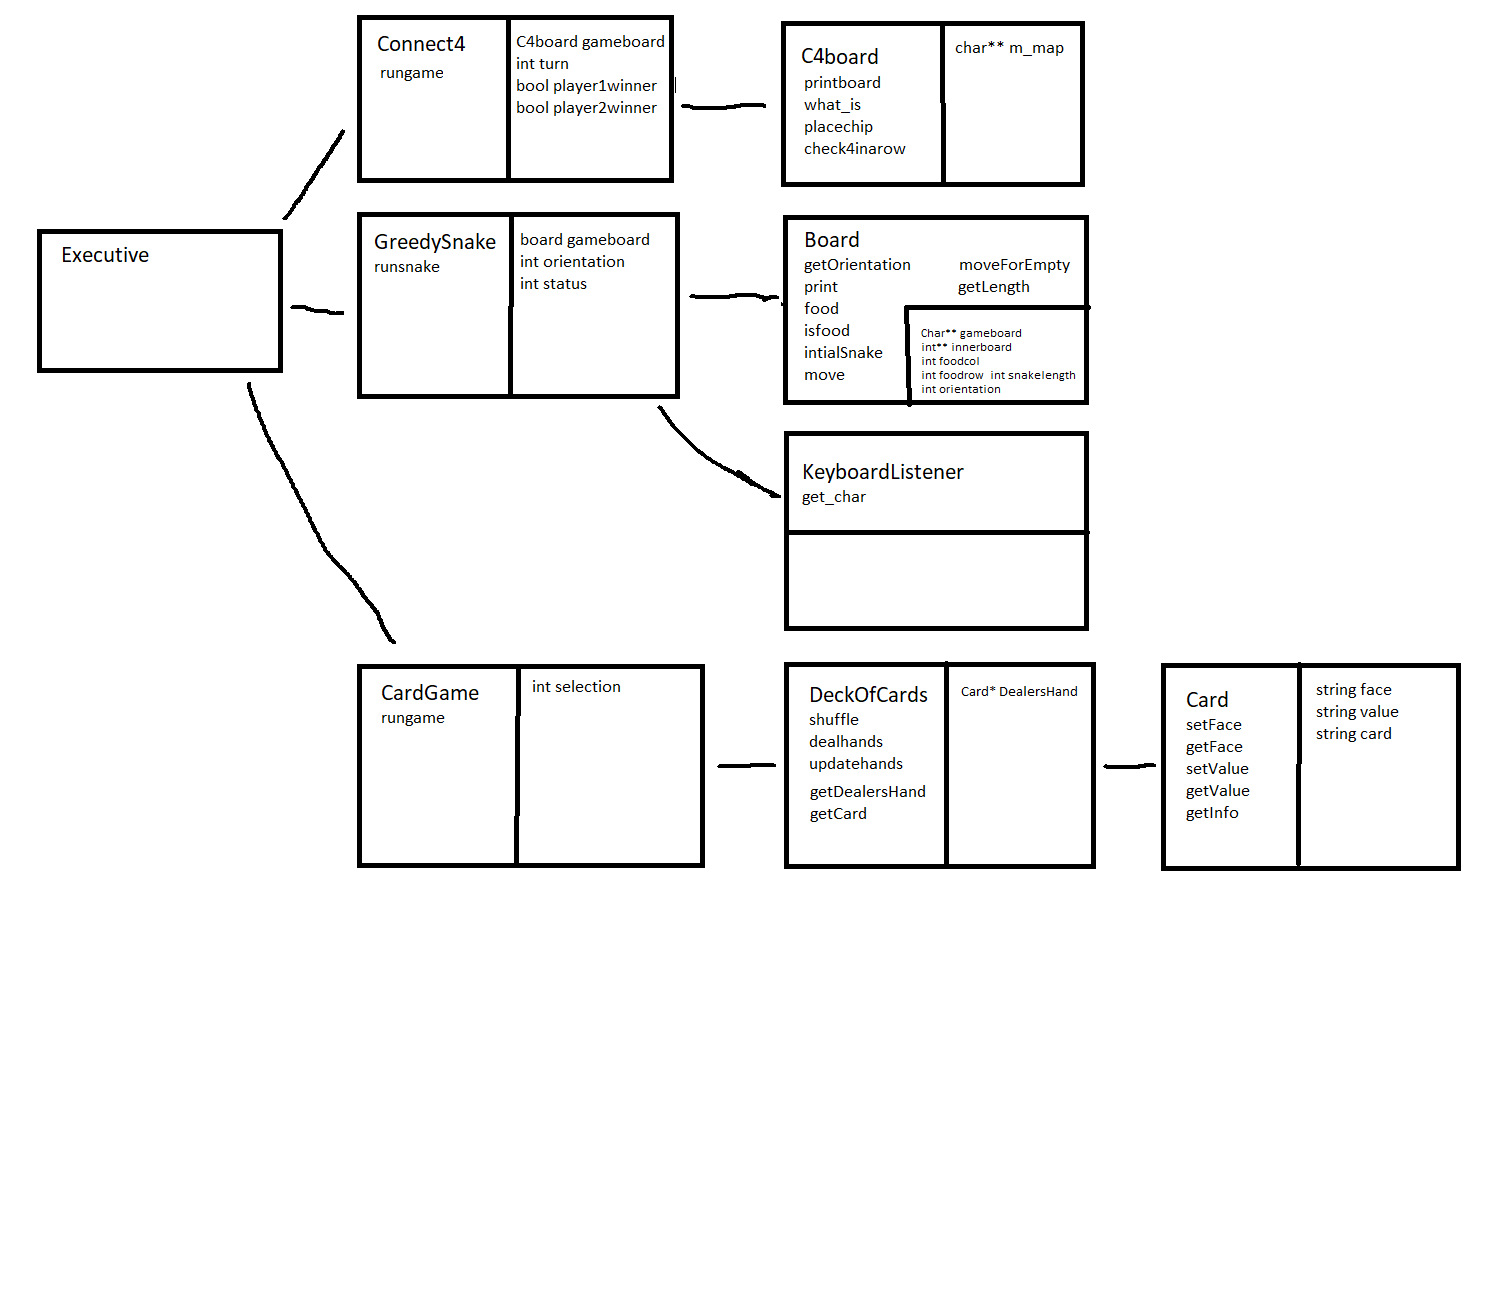 Connect4
rungame
C4board gameboard
int turn
bool player1winner
bool player2winner
C4board
printboard
what_is
placechip
check4inarow
char** m_map
Executive
GreedySnake
runsnake
board gameboard
int orientation
int status
Board
getOrientation
print
food
isfood
intialSnake
move
moveForEmpty
getLength
Char** gameboard
int** innerboard
int foodcol
int foodrow int snakelength
int orientation
KeyboardListener
get_char
CardGame
rungame
int selection
DeckOfCards
shuffle
dealhands
updatehands
getDealersHand
getCard
Card* DealersHand
Card
setFace
getFace
setValue
getValue
getInfo
string face
string value
string card